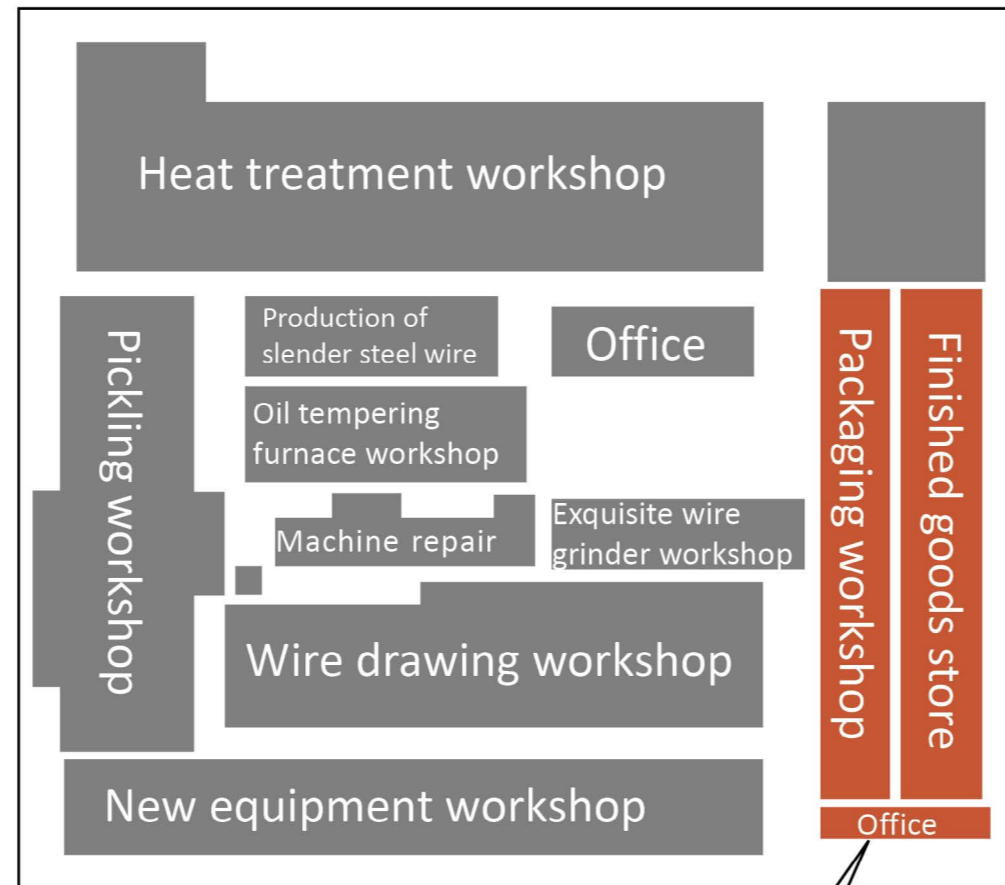 Heat treatment workshop
Production of
slender steel wire
Office
Pickling workshop
Oil tempering
furnace workshop
Machine repair
Exquisite wire
grinder workshop
Wire drawing workshop
New equipment workshop
Packaging workshop
Finished goods store
Office